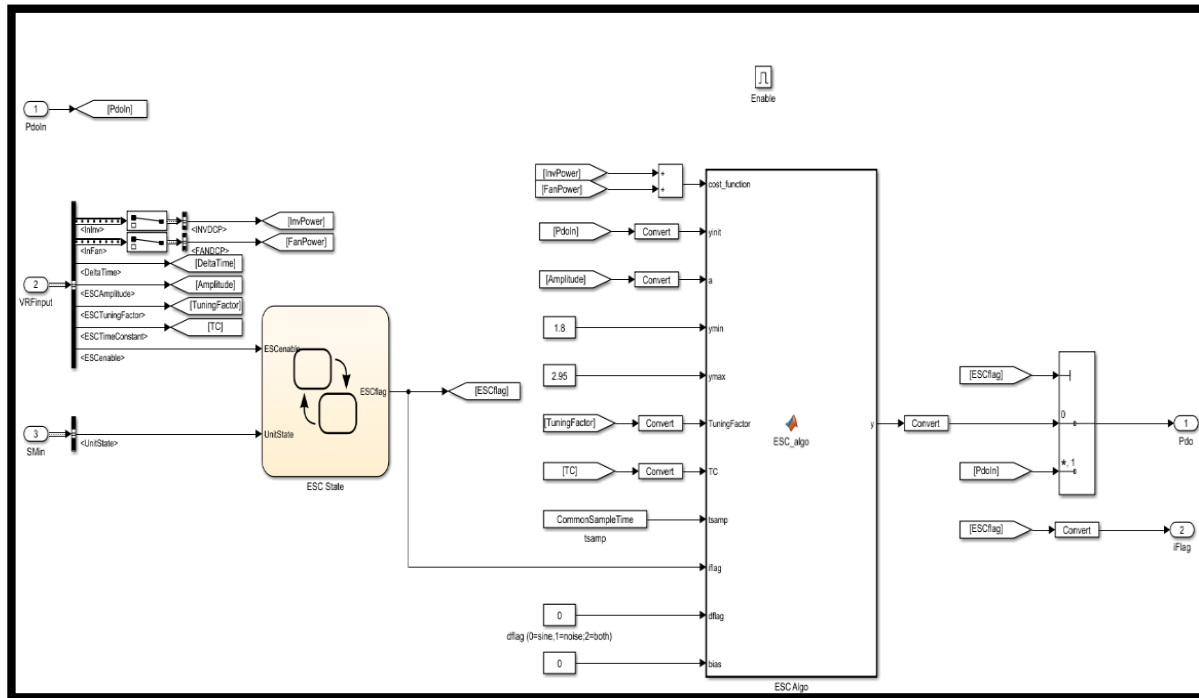 Enable
1
PdoIn
[PdoIn]
2
VRFinput
<InInv>
<InFan>
<DeltaTime>
<ESCAmplitude>
<ESCTuningFactor>
<ESCTimeConstant>
<ESCenable>
<INVDCP>
<FANDCP>
[InvPower]
[FanPower]
[DeltaTime]
[Amplitude]
[TuningFactor]
[TC]
3
SMin
<UnitState>
ESCenable
UnitState
ESCflag
ESC State
[ESCflag]
[InvPower]
[FanPower]
+
+
[PdoIn]
Convert
[Amplitude]
Convert
1.8
2.95
[TuningFactor]
Convert
[TC]
Convert
CommonSampleTime
tsamp
0
dflag (0=sine,1=noise;2=both)
0
cost_function
yinit
a
ymin
ymax
TuningFactor
TC
tsamp
iflag
dflag
bias
ESC_algo
y
ESC Algo
Convert
[ESCflag]
0
[PdoIn]
*, 1
1
Pdo
[ESCflag]
Convert
2
iFlag